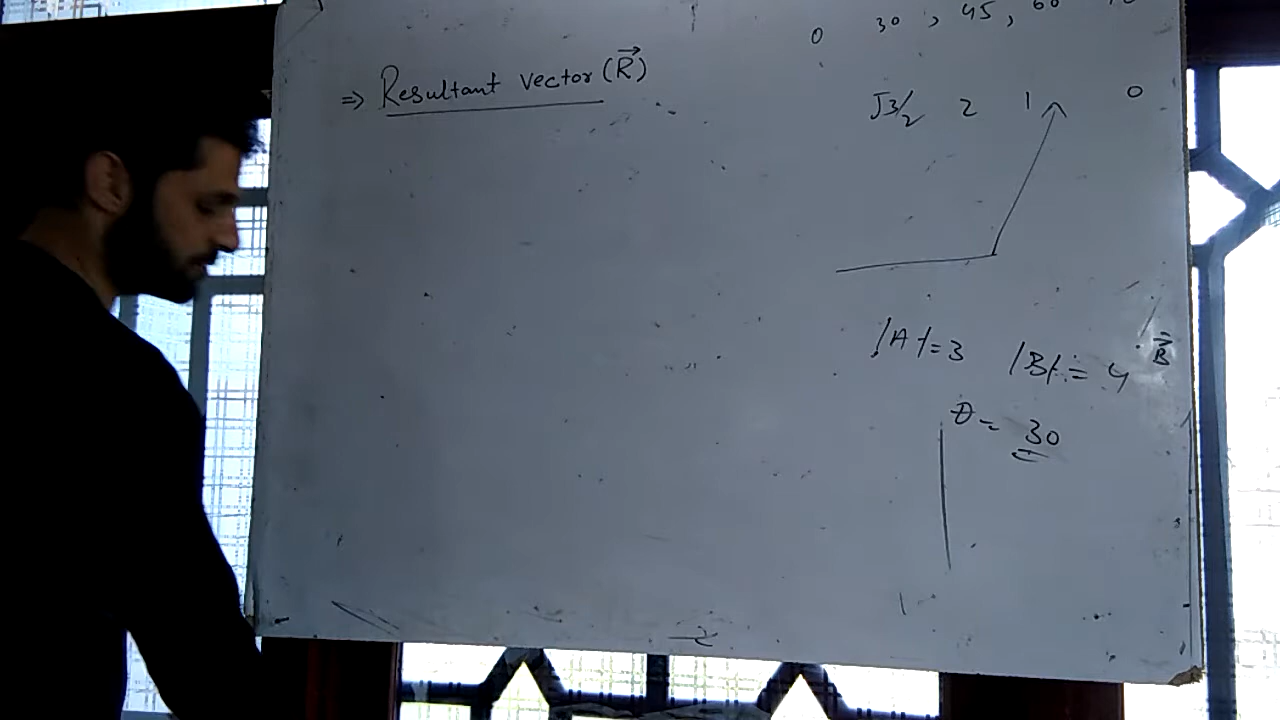 0 30 , 45 , 60
⇒ Resultant vector (R⃗)
√3/2 2 1 0
|A|=3 |B|= 4 B⃗
θ = 30